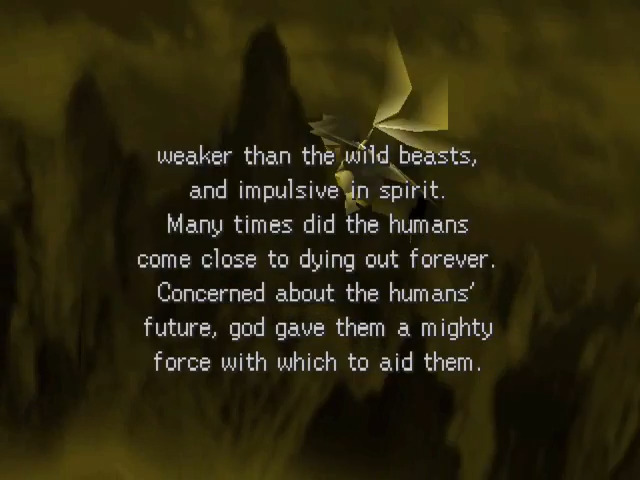 weaker than the wild beasts,
and impulsive in spirit.
Many times did the humans
come close to dying out forever.
Concerned about the humans'
future, god gave them a mighty
force with which to aid them.